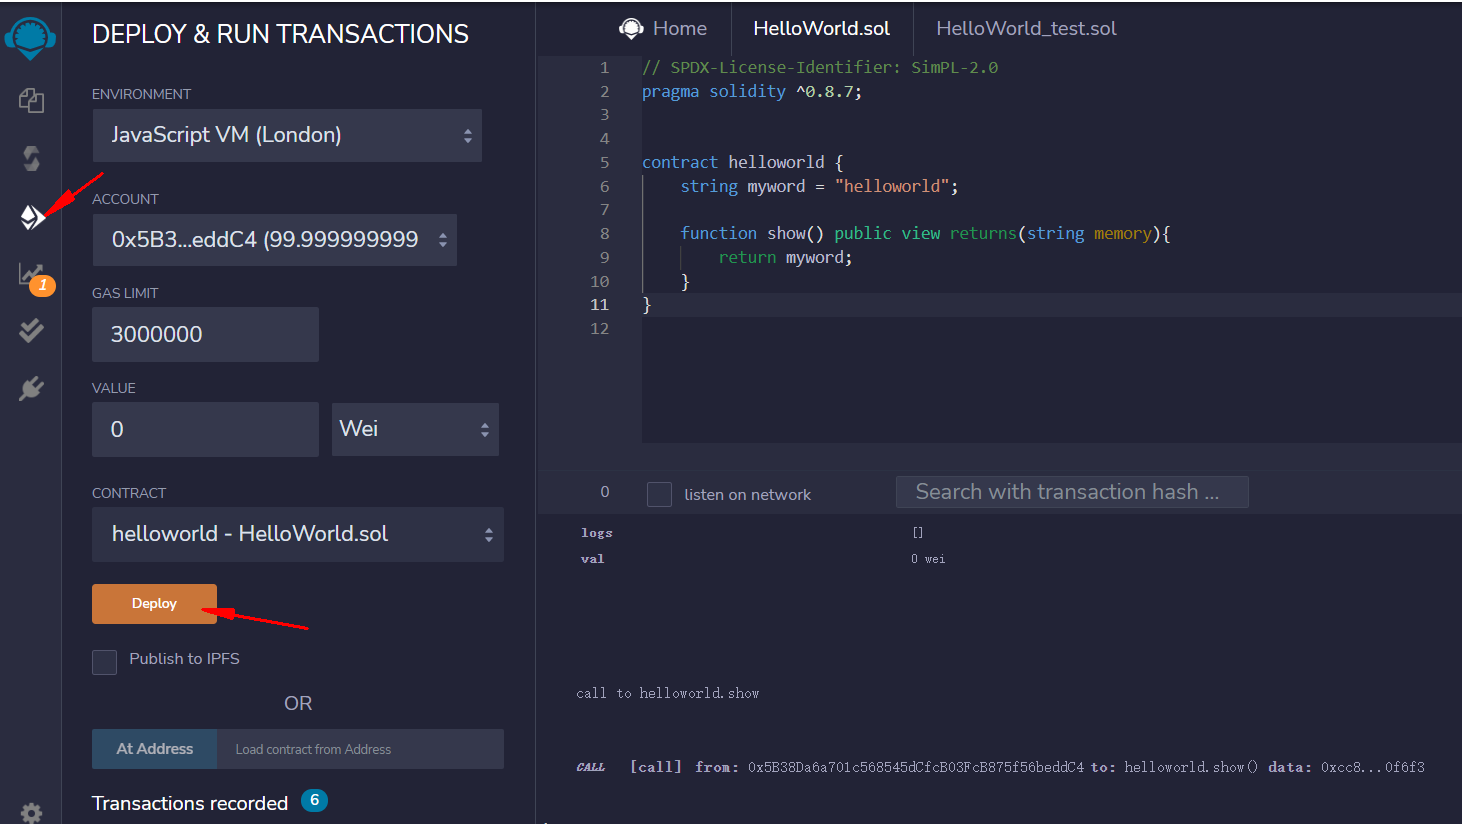 DEPLOY & RUN TRANSACTIONS
ENVIRONMENT
JavaScript VM (London)
ACCOUNT
0x5B3...eddC4 (99.999999999
1
GAS LIMIT
3000000
VALUE
0
Wei
CONTRACT
helloworld - HelloWorld.sol
Deploy
Publish to IPFS
OR
At Address
Load contract from Address
Transactions recorded 6
Home
HelloWorld.sol
HelloWorld_test.sol
1 // SPDX-License-Identifier: SimPL-2.0
2 pragma solidity ^0.8.7;
3
4
5 contract helloworld {
6 string myword = "helloworld";
7
8 function show() public view returns(string memory){
9 return myword;
10 }
11 }
12
0
listen on network
Search with transaction hash ...
logs []
val 0 wei
call to helloworld.show
CALL [call] from: 0x5B38Da6a701c568545dCfcB03FcB875f56beddC4 to: helloworld.show() data: 0xcc8...0f6f3